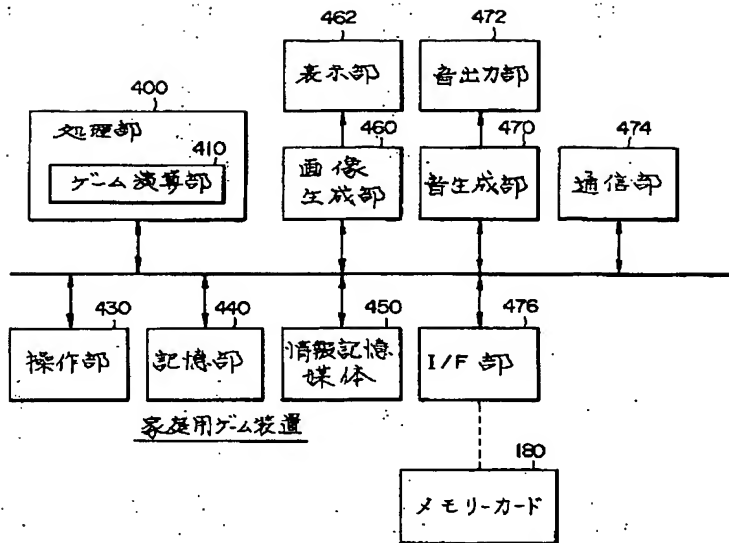 462
472
表示部
音出力部
400
処理部
410
ゲーム演算部
460
画像
生成部
470
音生成部
474
通信部
430
操作部
440
記憶部
450
情報記憶
媒体
476
I/F 部
家庭用ゲーム装置
180
メモリーカード